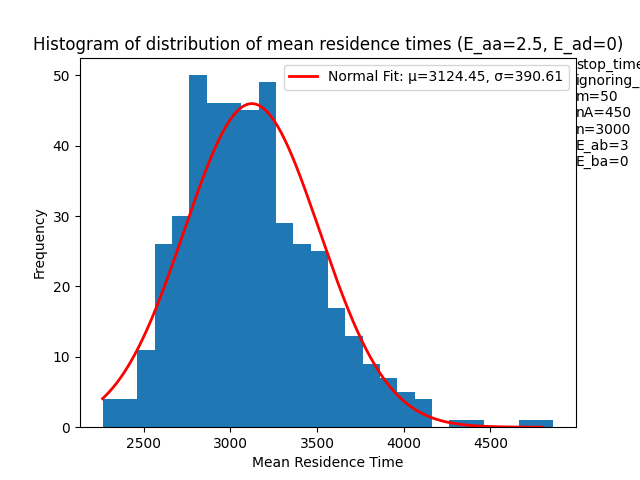 Histogram of distribution of mean residence times (E_aa=2.5, E_ad=0)
Normal Fit: μ=3124.45, σ=390.61
stop_time
ignoring_
m=50
nA=450
n=3000
E_ab=3
E_ba=0
Frequency
50
40
30
20
10
0
2500 3000 3500 4000 4500
Mean Residence Time